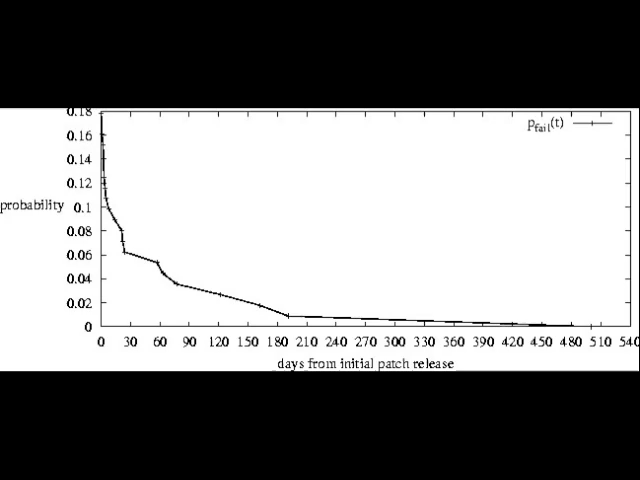 0.18
p_fail(t)
0.16
0.14
0.12
probability 0.1
0.08
0.06
0.04
0.02
0
0 30 60 90 120 150 180 210 240 270 300 330 360 390 420 450 480 510 540
days from initial patch release